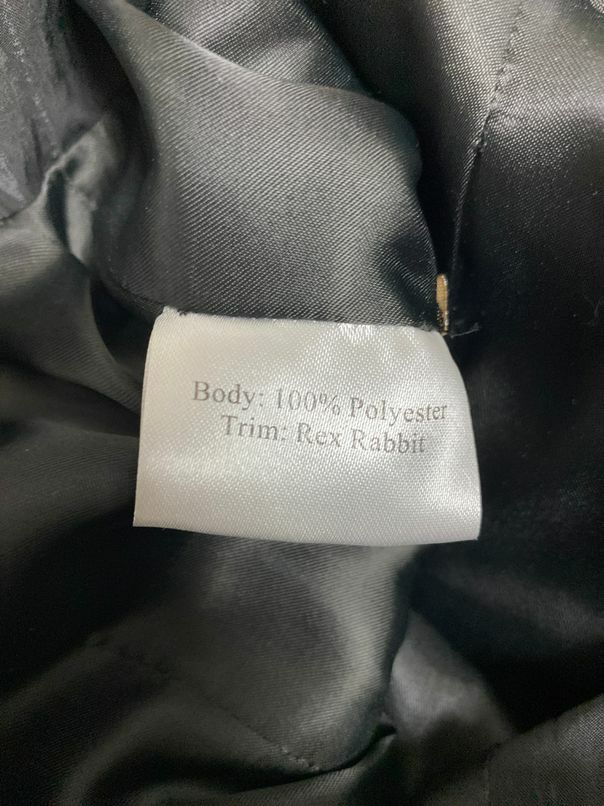 Body: 100% Polyester
Trim: Rex Rabbit